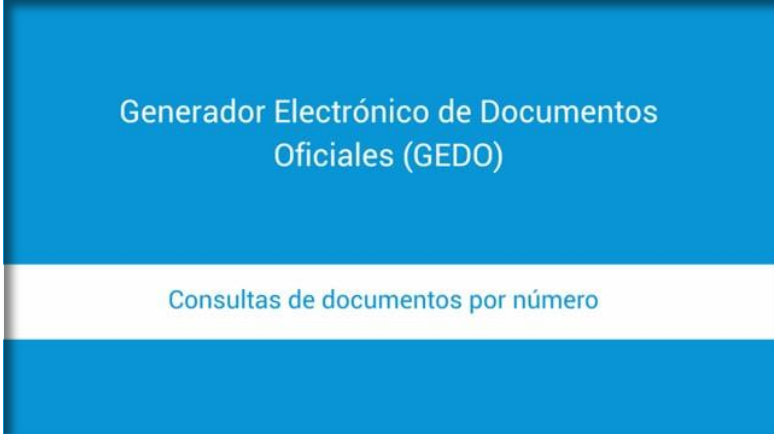 Generador Electrónico de Documentos
Oficiales (GEDO)
Consultas de documentos por número